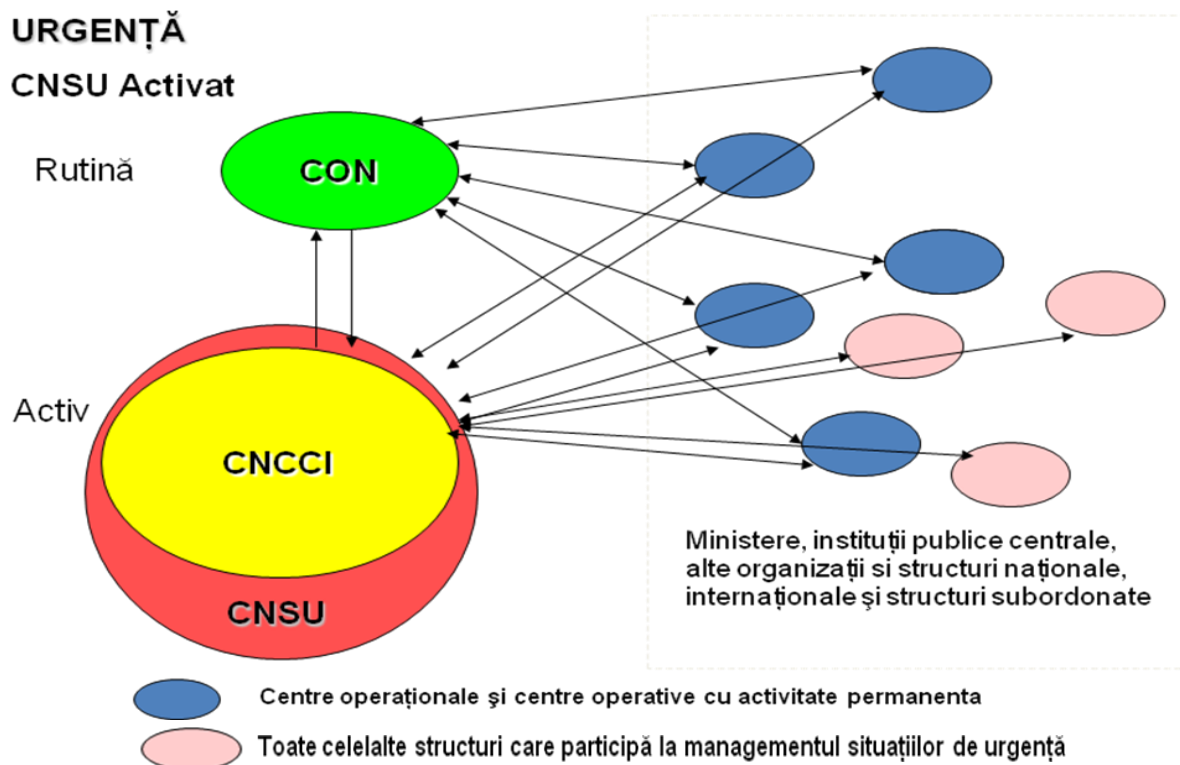 URGENȚĂ
CNSU Activat
Rutină
CON
Activ
CNCCI
CNSU
Ministere, instituții publice centrale,
alte organizații si structuri naționale,
internaționale şi structuri subordonate
Centre operaționale şi centre operative cu activitate permanenta
Toate celelalte structuri care participă la managementul situațiilor de urgență